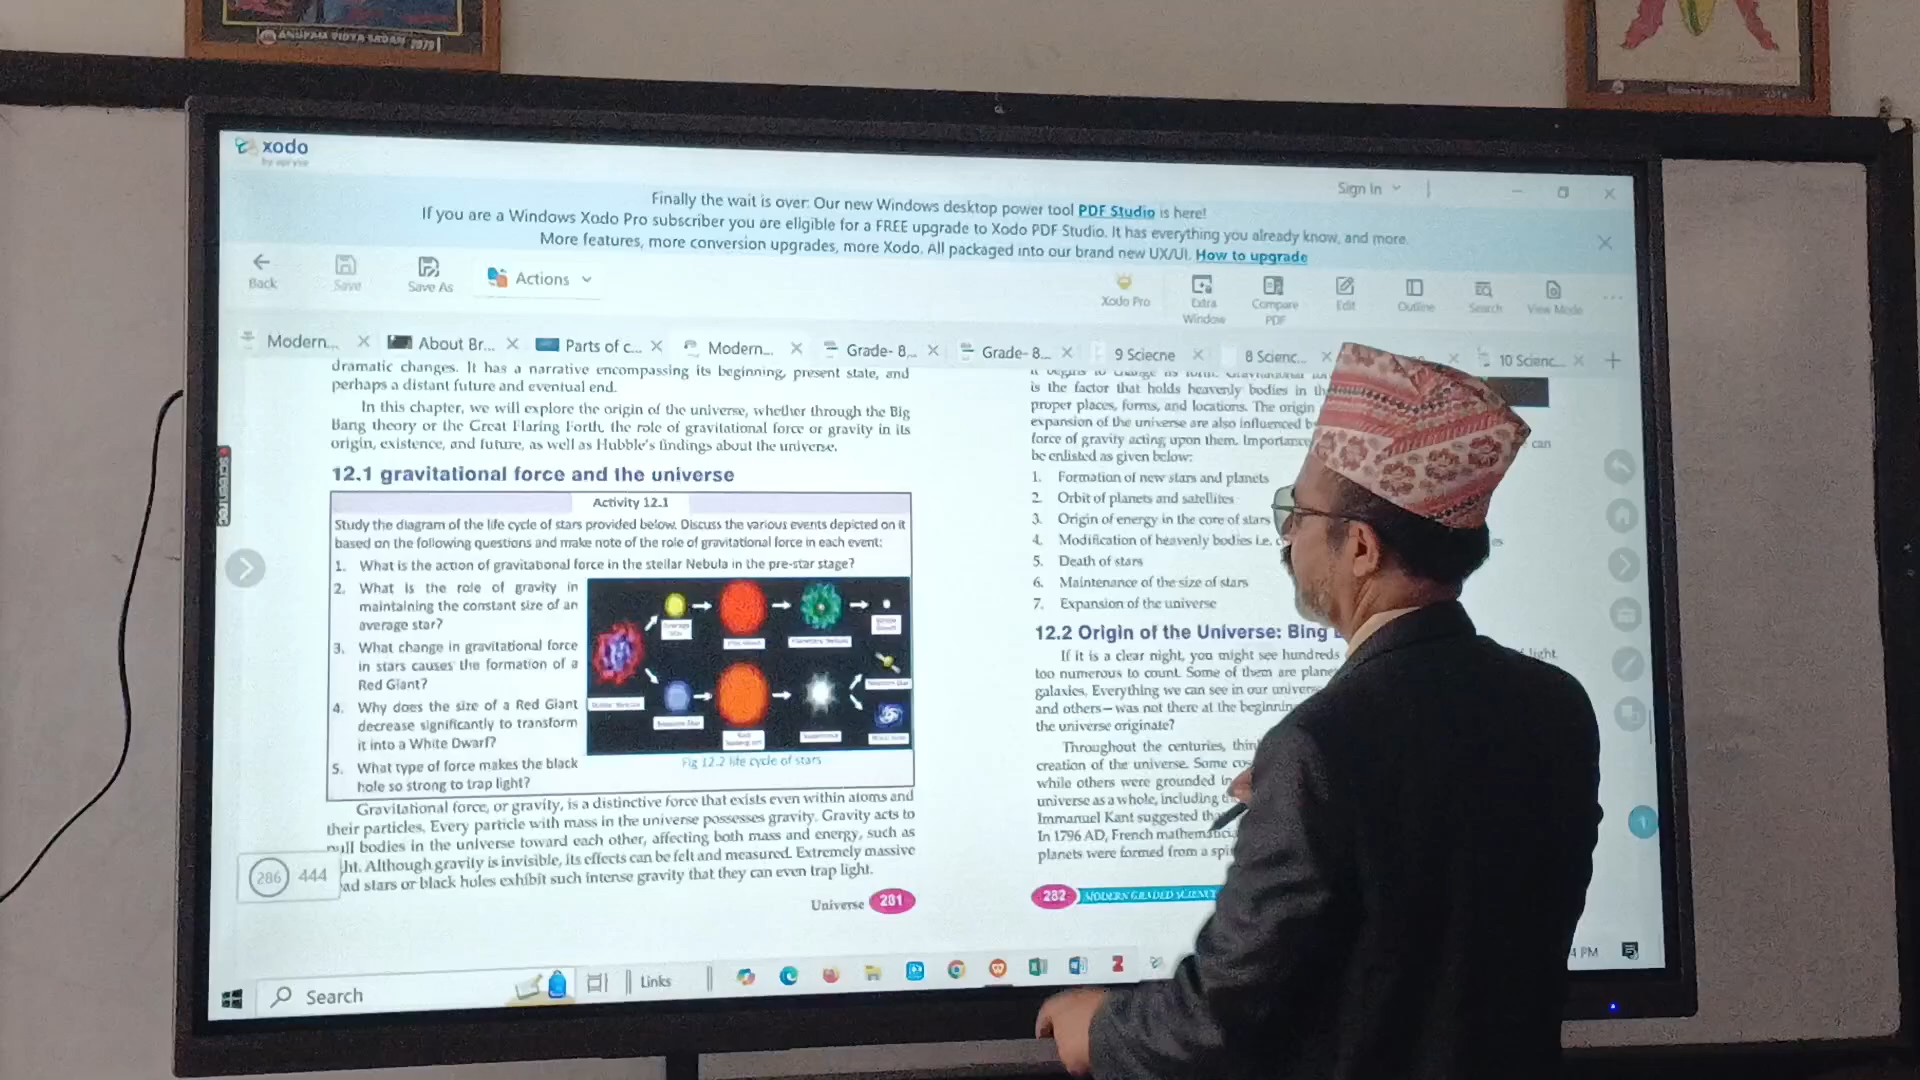 ANUPAM VIDYA SADAN 2079
xodo
Sign In
Finally the wait is over: Our new Windows desktop power tool PDF Studio is here!
If you are a Windows Xodo Pro subscriber you are eligible for a FREE upgrade to Xodo PDF Studio. It has everything you already know, and more.
More features, more conversion upgrades, more Xodo. All packaged into our brand new UX/UI. How to upgrade
Back
Save
Save As
Actions
Xodo Pro
Extra Window
Compare PDF
Edit
Outline
Search
View Mode
Modern...
About Br...
Parts of c...
Modern...
Grade- 8...
Grade- 8...
9 Sciecne
8 Scienc...
10 Scienc...
dramatic changes. It has a narrative encompassing its beginning, present state, and
perhaps a distant future and eventual end.
In this chapter, we will explore the origin of the universe, whether through the Big
Bang theory or the Great Flaring Forth, the role of gravitational force or gravity in its
origin, existence, and future, as well as Hubble's findings about the universe.
12.1 gravitational force and the universe
Activity 12.1
Study the diagram of the life cycle of stars provided below. Discuss the various events depicted on it
based on the following questions and make note of the role of gravitational force in each event:
1. What is the action of gravitational force in the stellar Nebula in the pre-star stage?
2. What is the role of gravity in
maintaining the constant size of an
average star?
3. What change in gravitational force
in stars causes the formation of a
Red Giant?
4. Why does the size of a Red Giant
decrease significantly to transform
it into a White Dwarf?
5. What type of force makes the black
hole so strong to trap light?
Fig 12.2 life cycle of stars
Gravitational force, or gravity, is a distinctive force that exists even within atoms and
their particles. Every particle with mass in the universe possesses gravity. Gravity acts to
pull bodies in the universe toward each other, affecting both mass and energy, such as
ht. Although gravity is invisible, its effects can be felt and measured. Extremely massive
ad stars or black holes exhibit such intense gravity that they can even trap light.
286 444
Universe 281
is the factor that holds heavenly bodies in the
proper places, forms, and locations. The origin
expansion of the universe are also influenced b
force of gravity acting upon them. Importance can
be enlisted as given below:
1. Formation of new stars and planets
2. Orbit of planets and satellites
3. Origin of energy in the core of stars
4. Modification of heavenly bodies i.e.
5. Death of stars
6. Maintenance of the size of stars
7. Expansion of the universe
12.2 Origin of the Universe: Bing
If it is a clear night, you might see hundreds light
too numerous to count. Some of them are plane
galaxies. Everything we can see in our univers
and others—was not there at the beginnin
the universe originate?
Throughout the centuries, thin
creation of the universe. Some cos
while others were grounded in
universe as a whole, including th
Immanuel Kant suggested tha
In 1796 AD, French mathematici
planets were formed from a spi
282 MODERN GRADED SCIENCE
Search
Links
4 PM